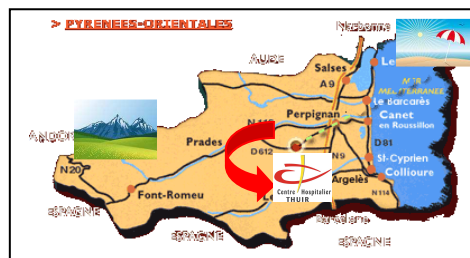 > PYRENEES-ORIENTALES
Narbonne
AUDE
Salses
Le
A9
MER
MEDITERRANEE
Le Barcarès
Perpignan
Canet
en Roussillon
Prades
D612
D81
N9
St-Cyprien
Collioure
Argelès
N114
N20
Font-Romeu
Centre Hospitalier
THUIR
ESPAGNE
ESPAGNE
ESPAGNE